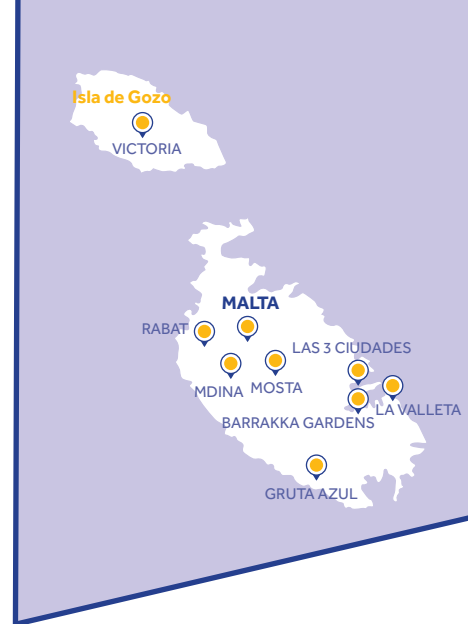 Isla de Gozo
VICTORIA
MALTA
RABAT
LAS 3 CIUDADES
MDINA
MOSTA
LA VALLETA
BARRAKKA GARDENS
GRUTA AZUL